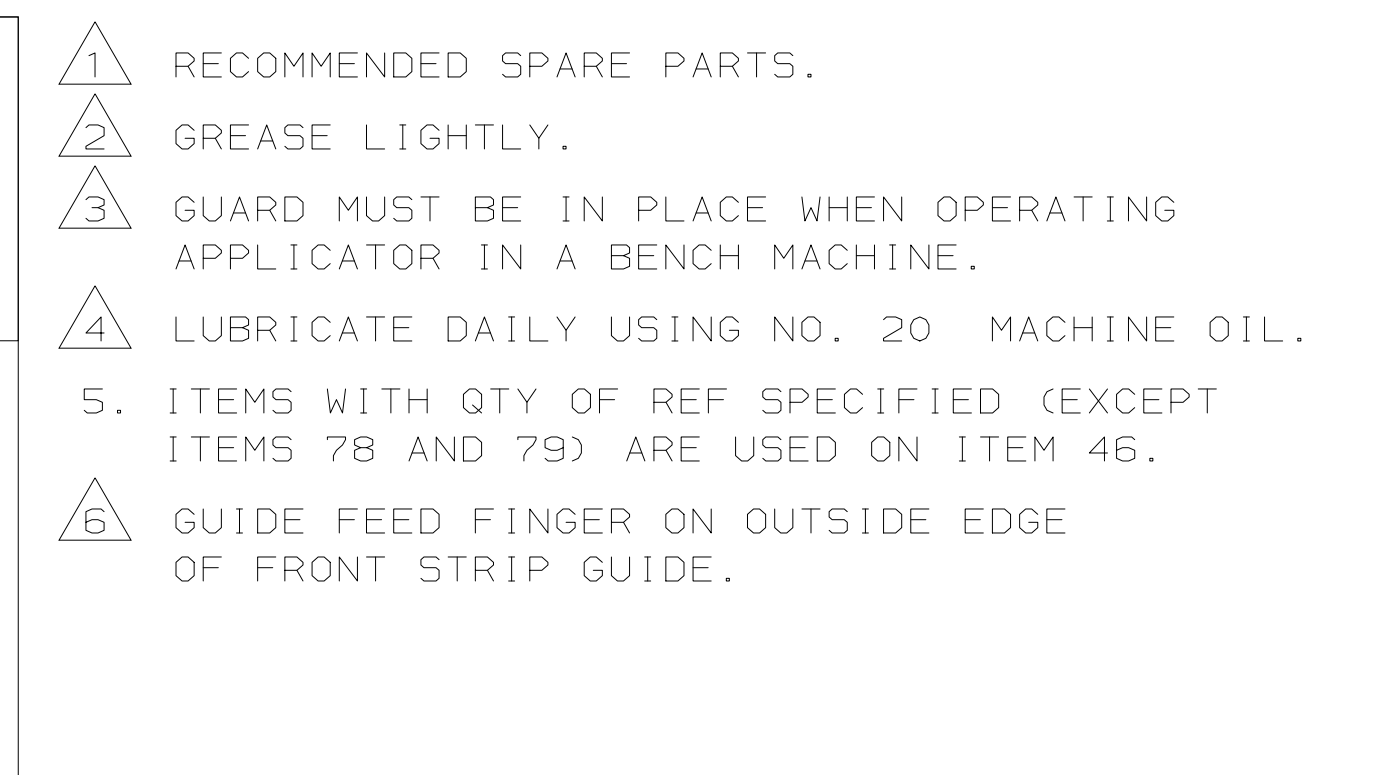 1 RECOMMENDED SPARE PARTS.
2 GREASE LIGHTLY.
3 GUARD MUST BE IN PLACE WHEN OPERATING
APPLICATOR IN A BENCH MACHINE.
4 LUBRICATE DAILY USING NO. 20 MACHINE OIL.
5. ITEMS WITH QTY OF REF SPECIFIED (EXCEPT
ITEMS 78 AND 79) ARE USED ON ITEM 46.
6 GUIDE FEED FINGER ON OUTSIDE EDGE
OF FRONT STRIP GUIDE.